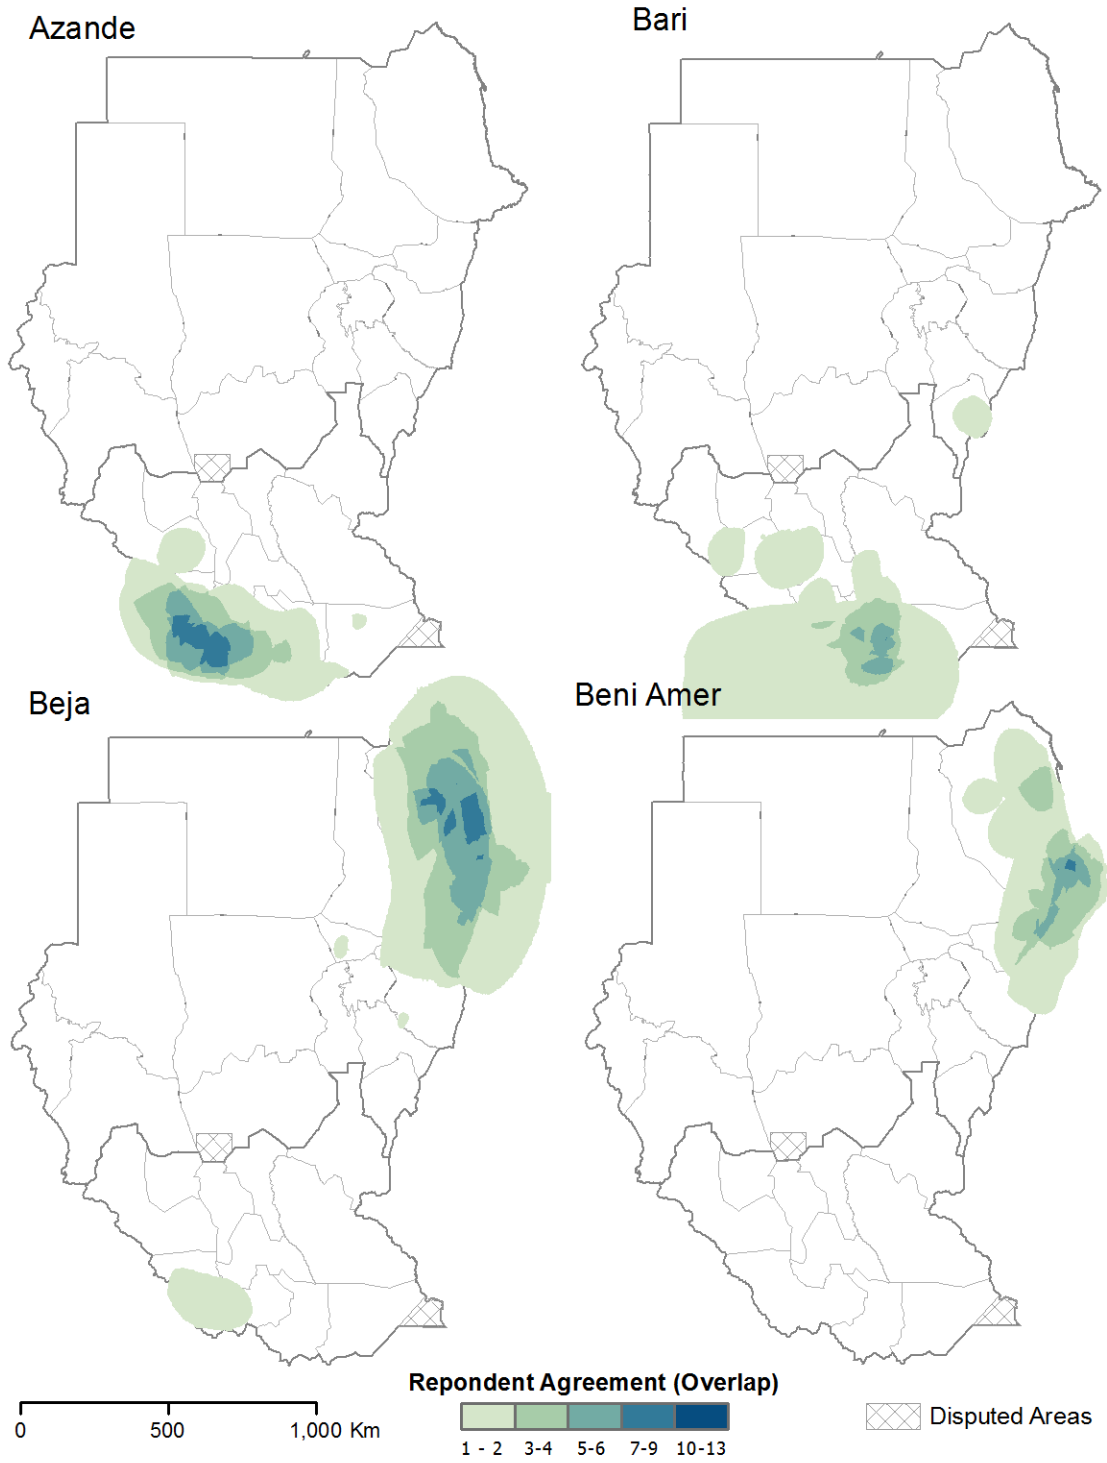 Azande
Bari
Beja
Beni Amer
Repondent Agreement (Overlap)
0 500 1,000 Km
1 - 2 3-4 5-6 7-9 10-13
Disputed Areas